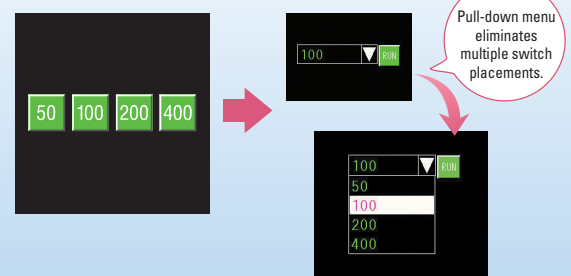 50 100 200 400
100 RUN
Pull-down menu
eliminates
multiple switch
placements.
100 RUN
50
100
200
400